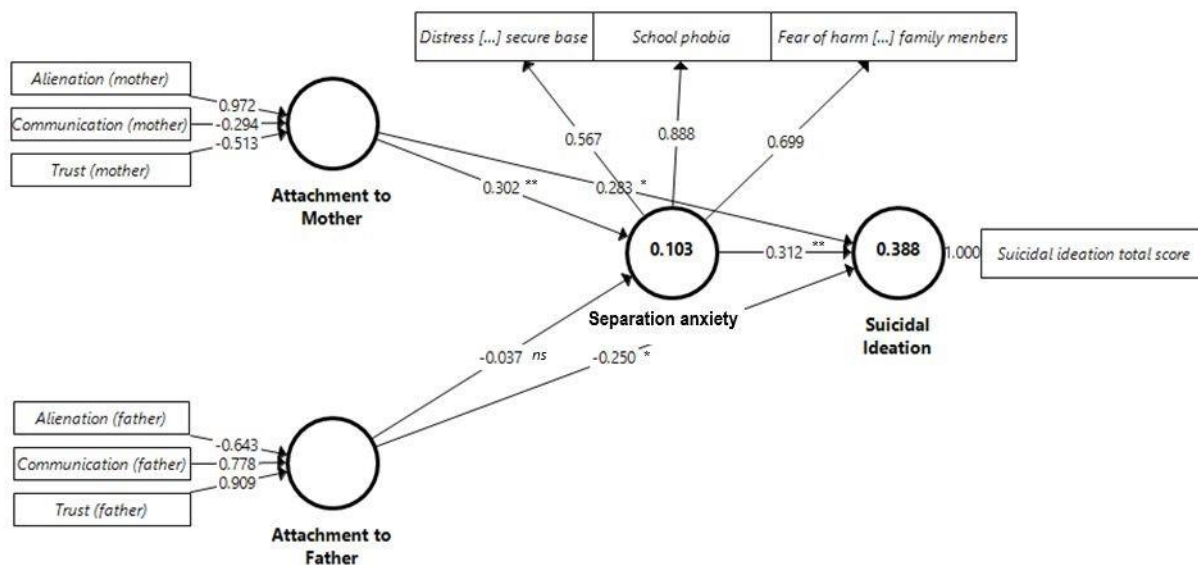 Distress [...] secure base
School phobia
Fear of harm [...] family menbers
Alienation (mother)
0.972
Communication (mother)
-0.294
Trust (mother)
-0.513
Attachment to
Mother
0.567
0.888
0.699
0.302 **
0.283 *
0.103
0.312 **
0.388
1.000
Suicidal ideation total score
Separation anxiety
Suicidal
Ideation
-0.037 ns
-0.250 *
Alienation (father)
-0.643
Communication (father)
0.778
Trust (father)
0.909
Attachment to
Father